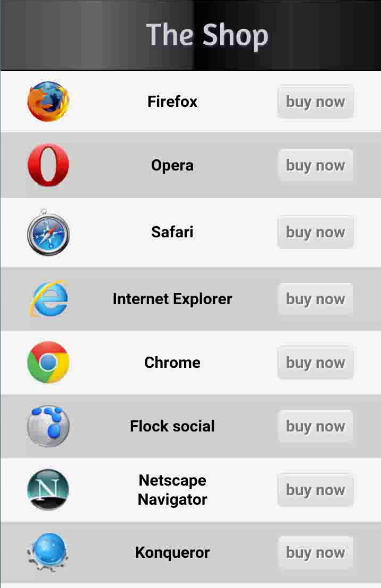 The Shop
Firefox
buy now
Opera
buy now
Safari
buy now
Internet Explorer
buy now
Chrome
buy now
Flock social
buy now
N
Netscape
Navigator
buy now
Konqueror
buy now